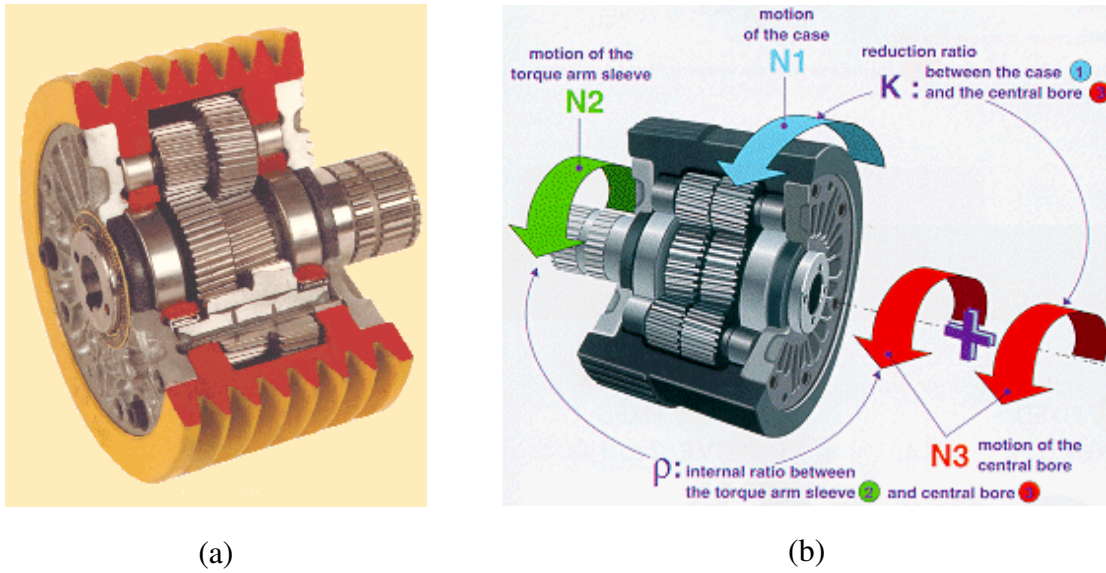 motion
of the case
N1
motion of the
torque arm sleeve
N2
reduction ratio
between the case 1
K : and the central bore 3
N3 motion of the
central bore
ρ: internal ratio between
the torque arm sleeve 2 and central bore 3
(a)
(b)